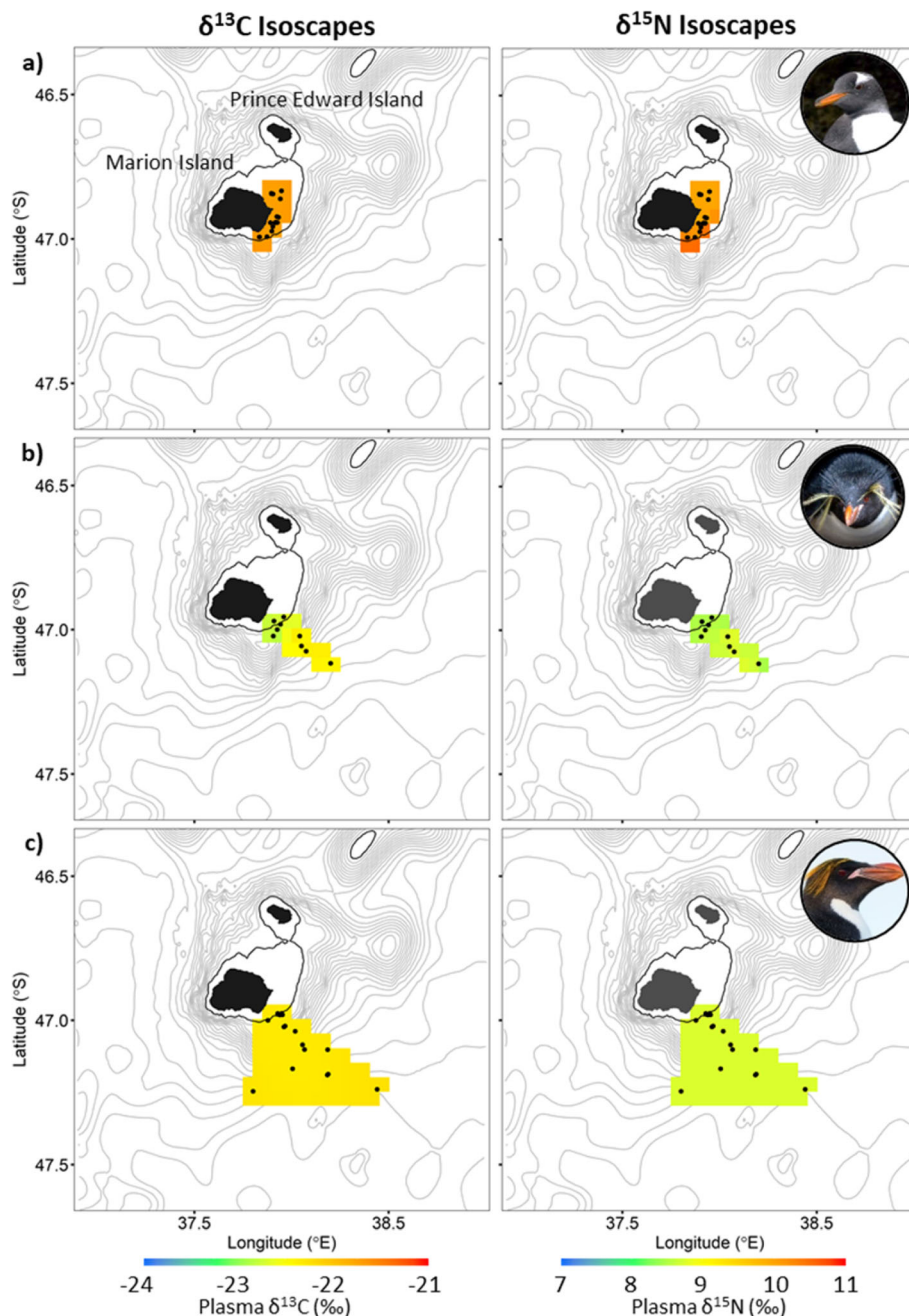 δ¹³C Isoscapes
δ¹⁵N Isoscapes
a)
Prince Edward Island
Marion Island
46.5
47.0
47.5
Latitude (°S)
b)
46.5
47.0
47.5
Latitude (°S)
c)
46.5
47.0
47.5
Latitude (°S)
37.5 38.5
37.5 38.5
Longitude (°E)
Longitude (°E)
-24 -23 -22 -21
7 8 9 10 11
Plasma δ¹³C (‰)
Plasma δ¹⁵N (‰)